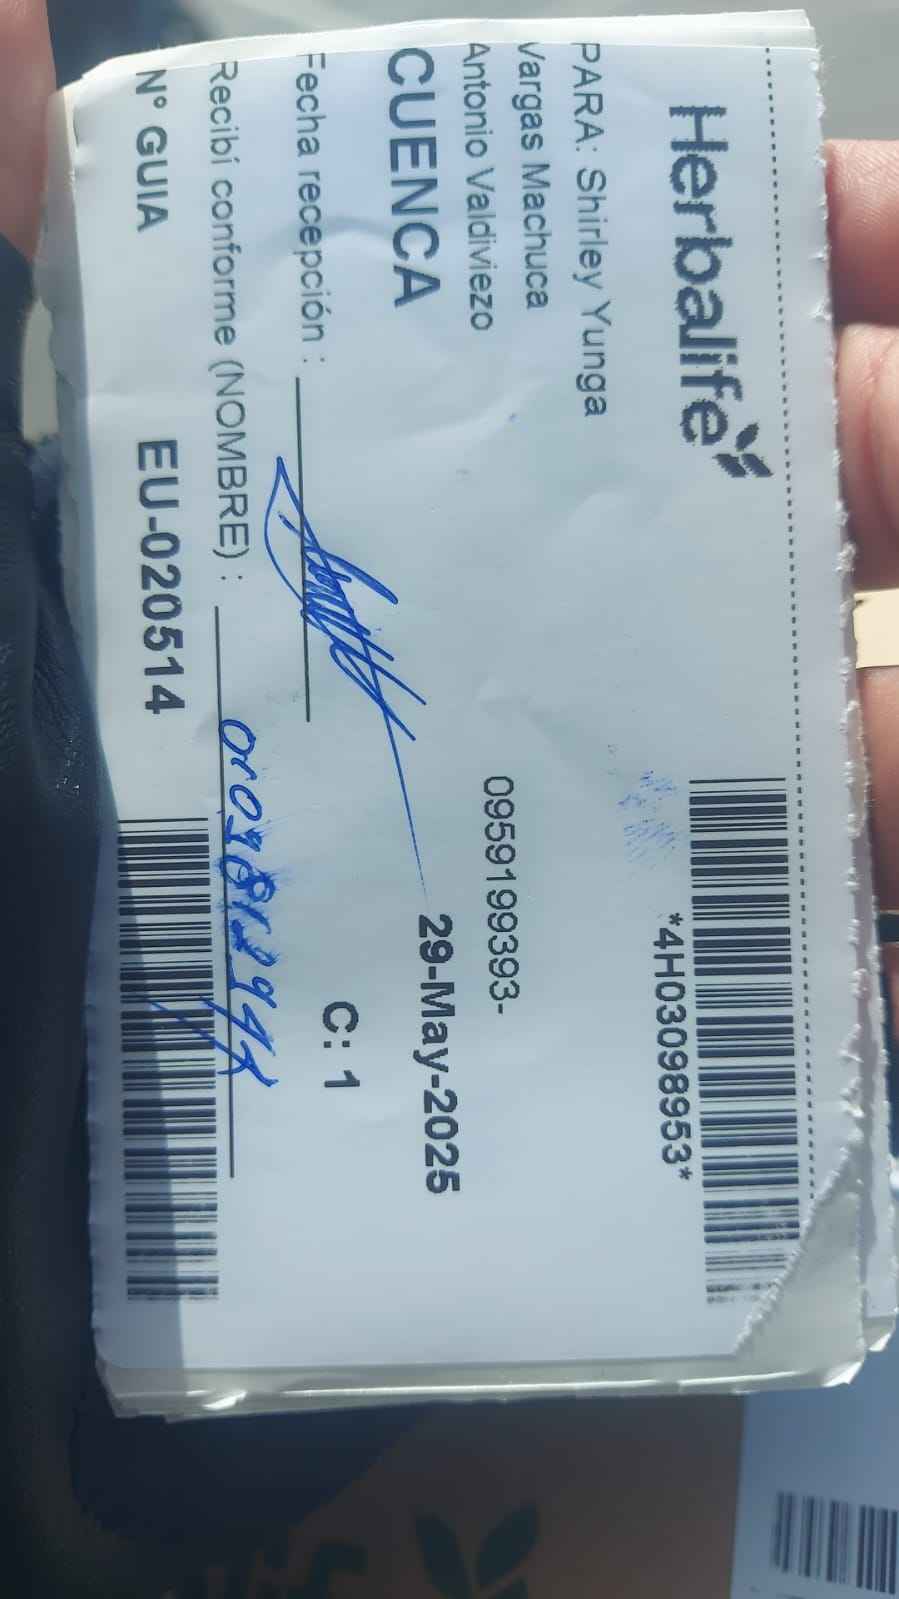 Herbalife
*4H03098953*
PARA: Shirley Yunga
Vargas Machuca
Antonio Valdiviezo
0959199393-
CUENCA
29-May-2025
Fecha recepción :
C: 1
Recibí conforme (NOMBRE) :
N° GUIA
EU-020514